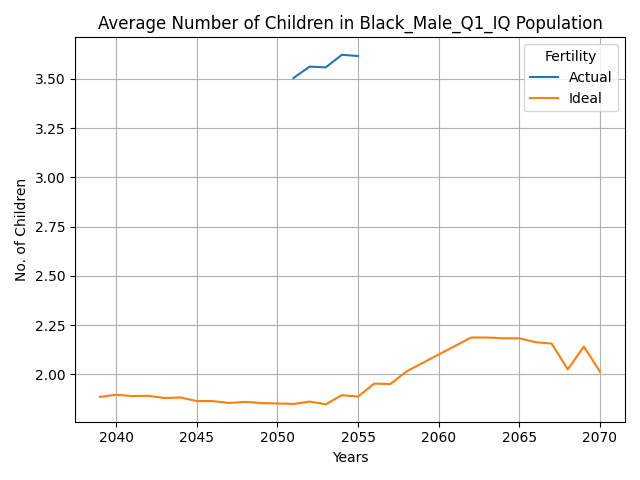 Average Number of Children in Black_Male_Q1_IQ Population
Fertility
Actual
Ideal
No. of Children
3.50
3.25
3.00
2.75
2.50
2.25
2.00
2040 2045 2050 2055 2060 2065 2070
Years